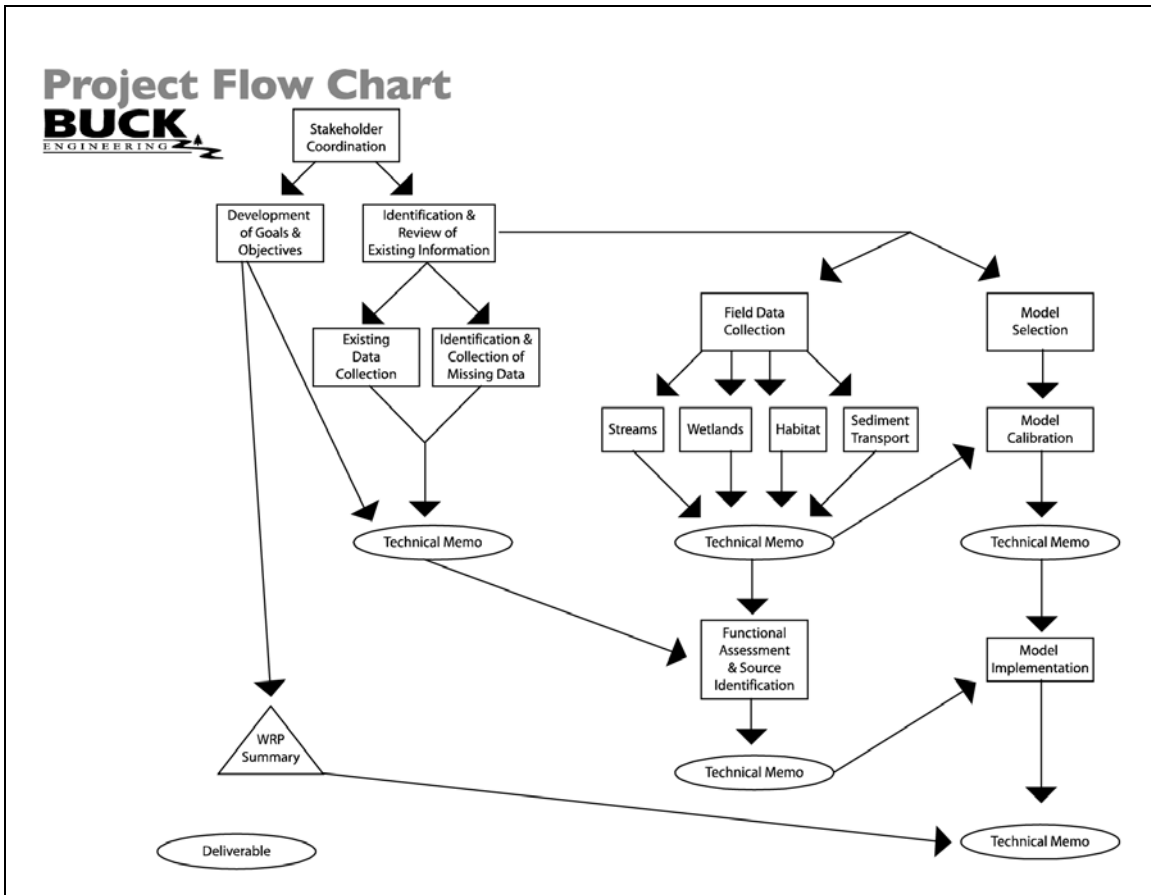 Project Flow Chart
BUCK
ENGINEERING
Stakeholder
Coordination
Development
of Goals &
Objectives
Identification &
Review of
Existing Information
Existing
Data
Collection
Identification &
Collection of
Missing Data
Field Data
Collection
Model
Selection
Streams
Wetlands
Habitat
Sediment
Transport
Model
Calibration
Technical Memo
Technical Memo
Technical Memo
Functional
Assessment
& Source
Identification
Model
Implementation
WRP
Summary
Technical Memo
Technical Memo
Deliverable